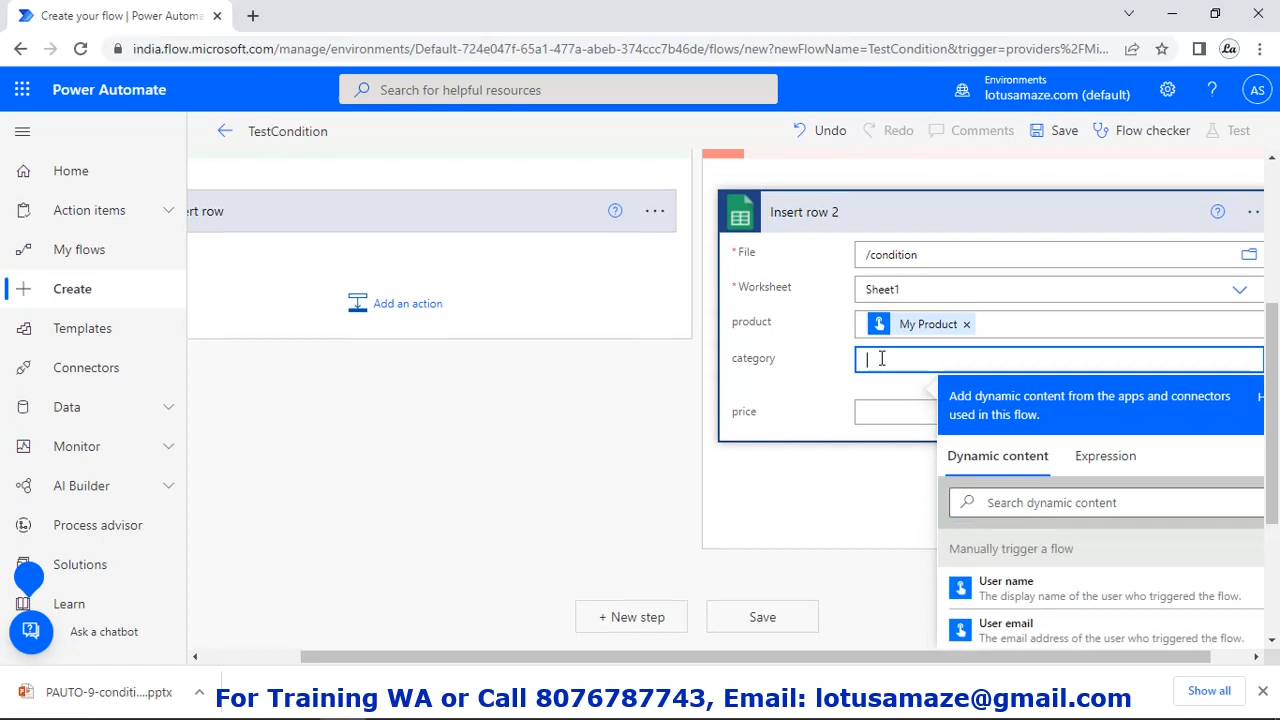 Create your flow | Power Automa
india.flow.microsoft.com/manage/environments/Default-724e047f-65a1-477a-abeb-374ccc7b46de/flows/new?newFlowName=TestCondition&trigger=providers%2FMi...
La
Power Automate
Search for helpful resources
Environments
lotusamaze.com (default)
AS
TestCondition
Undo
Redo
Comments
Save
Flow checker
Test
Home
Action items
My flows
Create
Templates
Connectors
Data
Monitor
AI Builder
Process advisor
Solutions
Learn
Ask a chatbot
ert row
Add an action
Insert row 2
* File
/condition
* Worksheet
Sheet1
product
My Product ×
category
price
Add dynamic content from the apps and connectors H
used in this flow.
Dynamic content
Expression
Search dynamic content
Manually trigger a flow
User name
The display name of the user who triggered the flow.
User email
The email address of the user who triggered the flow.
+ New step
Save
PAUTO-9-conditi....pptx
For Training WA or Call 8076787743, Email: lotusamaze@gmail.com
Show all